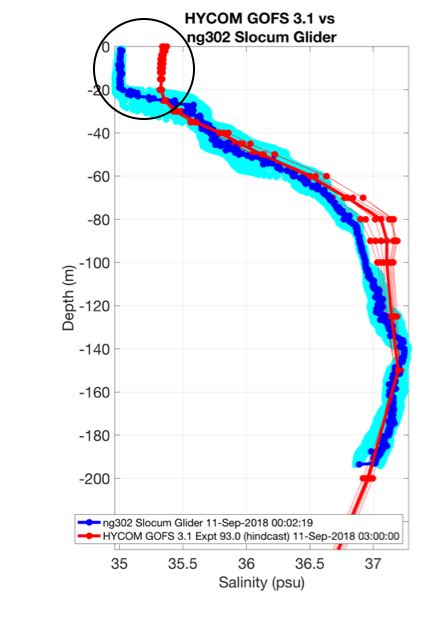 HYCOM GOFS 3.1 vs
ng302 Slocum Glider
0
-20
-40
-60
-80
-100
-120
-140
-160
-180
-200
Depth (m)
ng302 Slocum Glider 11-Sep-2018 00:02:19
HYCOM GOFS 3.1 Expt 93.0 (hindcast) 11-Sep-2018 03:00:00
35 35.5 36 36.5 37
Salinity (psu)